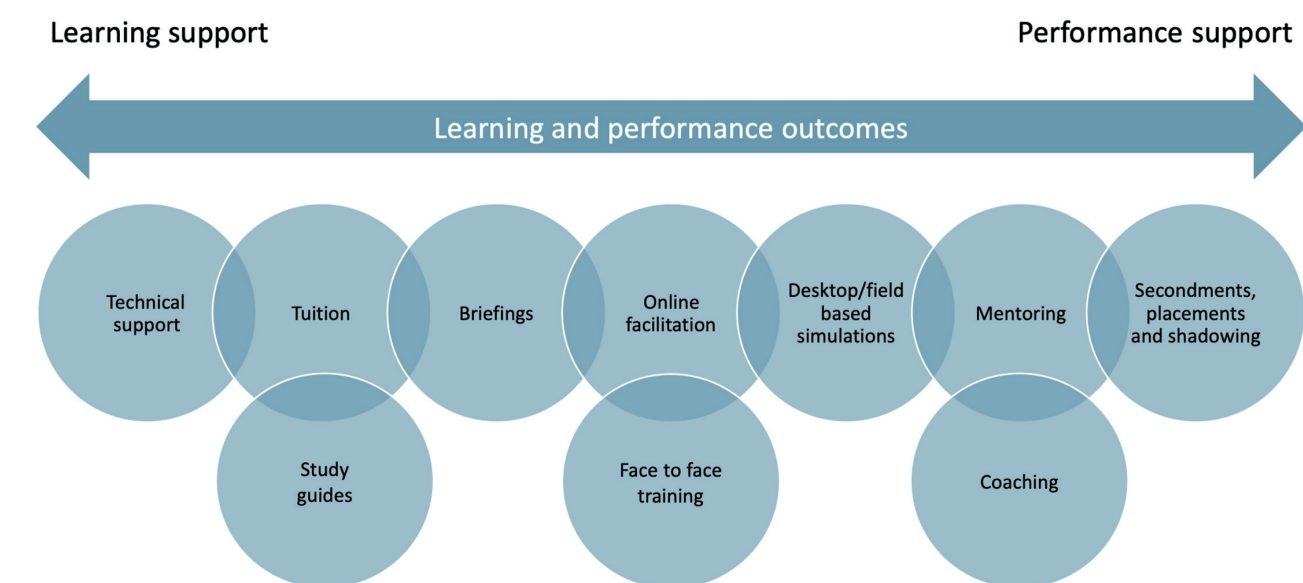 Learning support
Performance support
Learning and performance outcomes
Technical
support
Tuition
Briefings
Online
facilitation
Desktop/field
based
simulations
Mentoring
Secondments,
placements
and shadowing
Study
guides
Face to face
training
Coaching